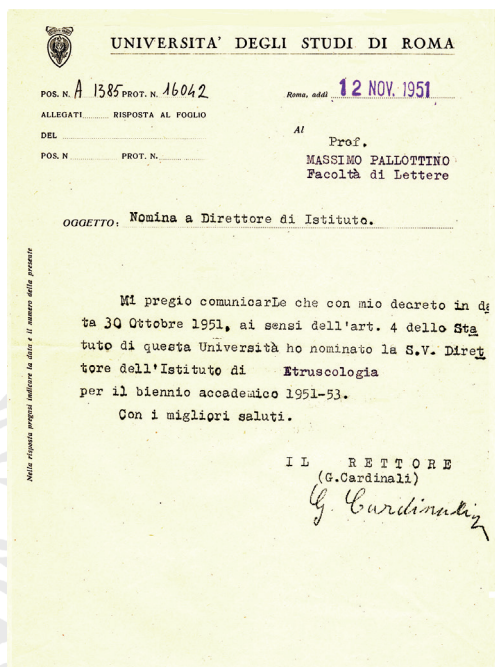 UNIVERSITA' DEGLI STUDI DI ROMA
POS. N. A 1385 PROT. N. 16042
Roma, addì 12 NOV. 1951
ALLEGATI RISPOSTA AL FOGLIO
DEL
POS. N PROT. N.
Al
Prof.
MASSIMO PALLOTTINO
Facoltà di Lettere
OGGETTO: Nomina a Direttore di Istituto.
Mi pregio comunicarLe che con mio decreto in da
ta 30 Ottobre 1951, ai sensi dell'art. 4 dello Sta
tuto di questa Università ho nominato la S.V. Diret
tore dell'Istituto di Etruscologia
per il biennio accademico 1951-53.
Con i migliori saluti.
IL RETTORE
(G.Cardinali)
G. Cardinali
Nella risposta pregasi indicare la data e il numero della presente